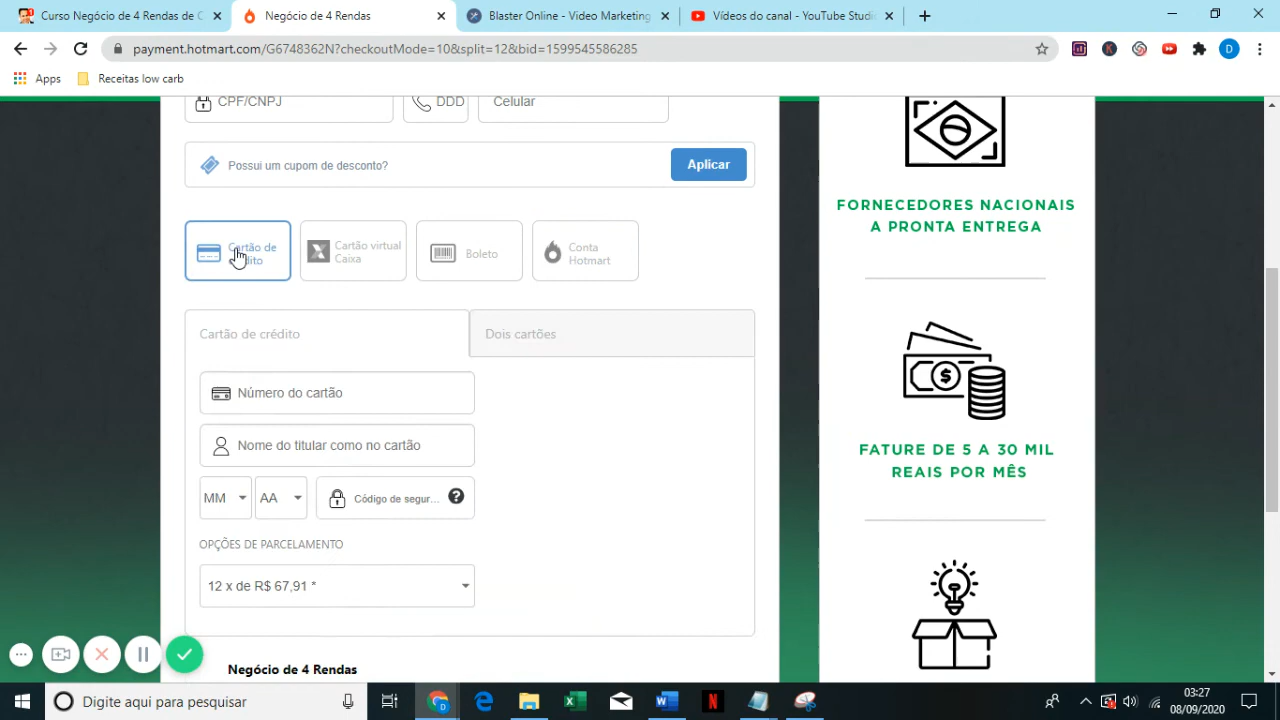 Curso Negócio de 4 Rendas de C
Negócio de 4 Rendas
Blaster Online - Video Marketing
Vídeos do canal - YouTube Studi
payment.hotmart.com/G6748362N?checkoutMode=10&split=12&bid=1599545586285
D
Apps
Receitas low carb
CPF/CNPJ
DDD
Celular
Possui um cupom de desconto?
Aplicar
Cartão de
dito
Cartão virtual
Caixa
Boleto
Conta
Hotmart
Cartão de crédito
Dois cartões
Número do cartão
Nome do titular como no cartão
MM
AA
Código de segur...
?
OPÇÕES DE PARCELAMENTO
12 x de R$ 67,91 *
Negócio de 4 Rendas
FORNECEDORES NACIONAIS
A PRONTA ENTREGA
FATURE DE 5 A 30 MIL
REAIS POR MÊS
Digite aqui para pesquisar
03:27
08/09/2020